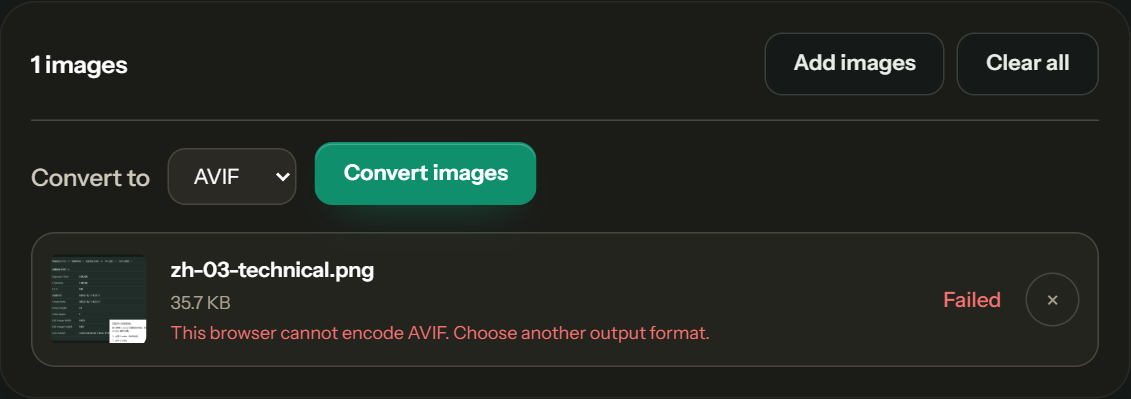 1 images
Add images
Clear all
Convert to
AVIF
Convert images
zh-03-technical.png
35.7 KB
Failed
×
This browser cannot encode AVIF. Choose another output format.